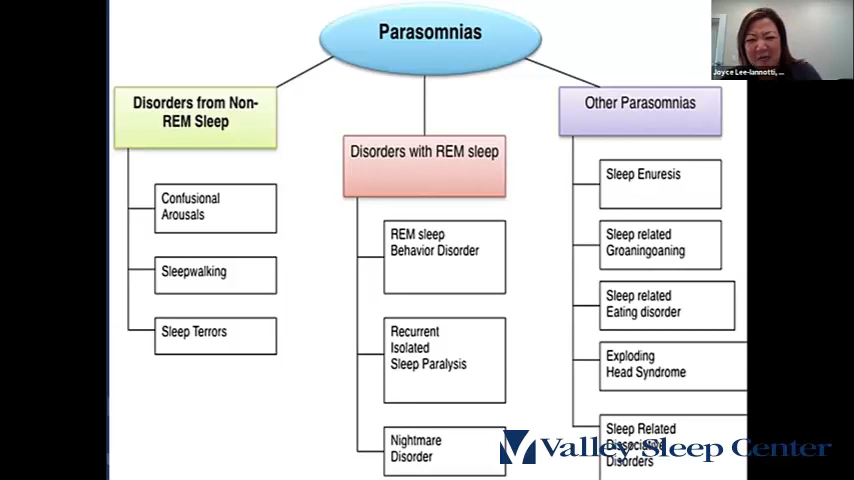 Parasomnias
Joyce Lee-Iannotti, ...
Disorders from Non-
REM Sleep
Confusional
Arousals
Sleepwalking
Sleep Terrors
Disorders with REM sleep
REM sleep
Behavior Disorder
Recurrent
Isolated
Sleep Paralysis
Nightmare
Disorder
Other Parasomnias
Sleep Enuresis
Sleep related
Groaningoaning
Sleep related
Eating disorder
Exploding
Head Syndrome
Sleep Related
Dissociative
Disorders
Valley Sleep Center